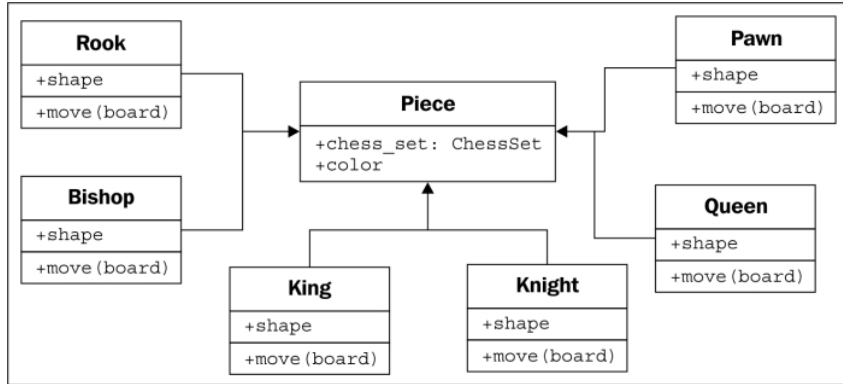 Rook
+shape
+move(board)
Pawn
+shape
+move(board)
Piece
+chess_set: ChessSet
+color
Bishop
+shape
+move(board)
Queen
+shape
+move(board)
King
+shape
+move(board)
Knight
+shape
+move(board)